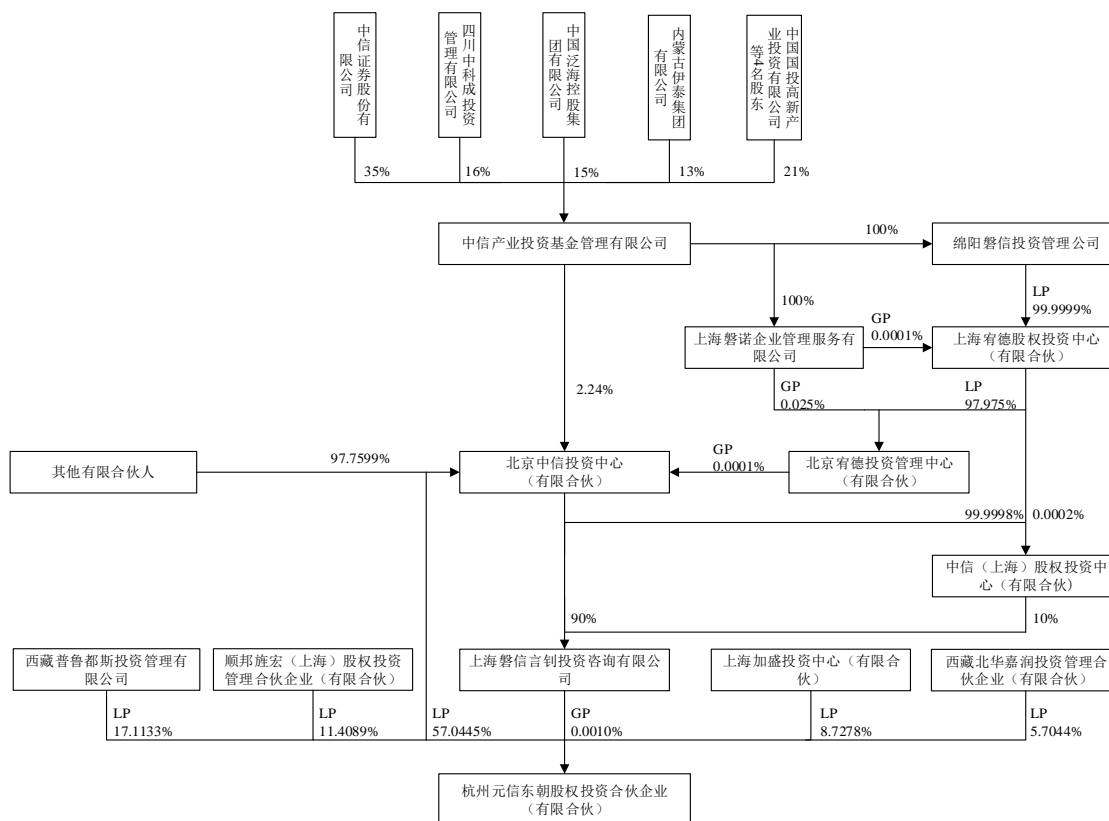 中信证券股份有
限公司
四川中科成投资
管理有限公司
中国泛海控股集
团有限公司
内蒙古伊泰集团
有限公司
中国国投高新产
业投资有限公司
等4名股东
35%
16%
15%
13%
21%
中信产业投资基金管理有限公司
100%
绵阳磐信投资管理公司
100%
LP
99.9999%
上海磐诺企业管理服务有
限公司
GP
0.0001%
上海宥德股权投资中心
（有限合伙）
2.24%
GP
0.025%
LP
97.975%
其他有限合伙人
97.7599%
北京中信投资中心
（有限合伙）
GP
0.0001%
北京宥德投资管理中心
（有限合伙）
99.9998%
0.0002%
中信（上海）股权投资中
心（有限合伙）
90%
10%
西藏普鲁都斯投资管理有
限公司
顺邦旌宏（上海）股权投资
管理合伙企业（有限合伙）
上海磐信言钊投资咨询有限公
司
上海加盛投资中心（有限合
伙）
西藏北华嘉润投资管理合
伙企业（有限合伙）
LP
17.1133%
LP
11.4089%
LP
57.0445%
GP
0.0010%
LP
8.7278%
LP
5.7044%
杭州元信东朝股权投资合伙企业
（有限合伙）